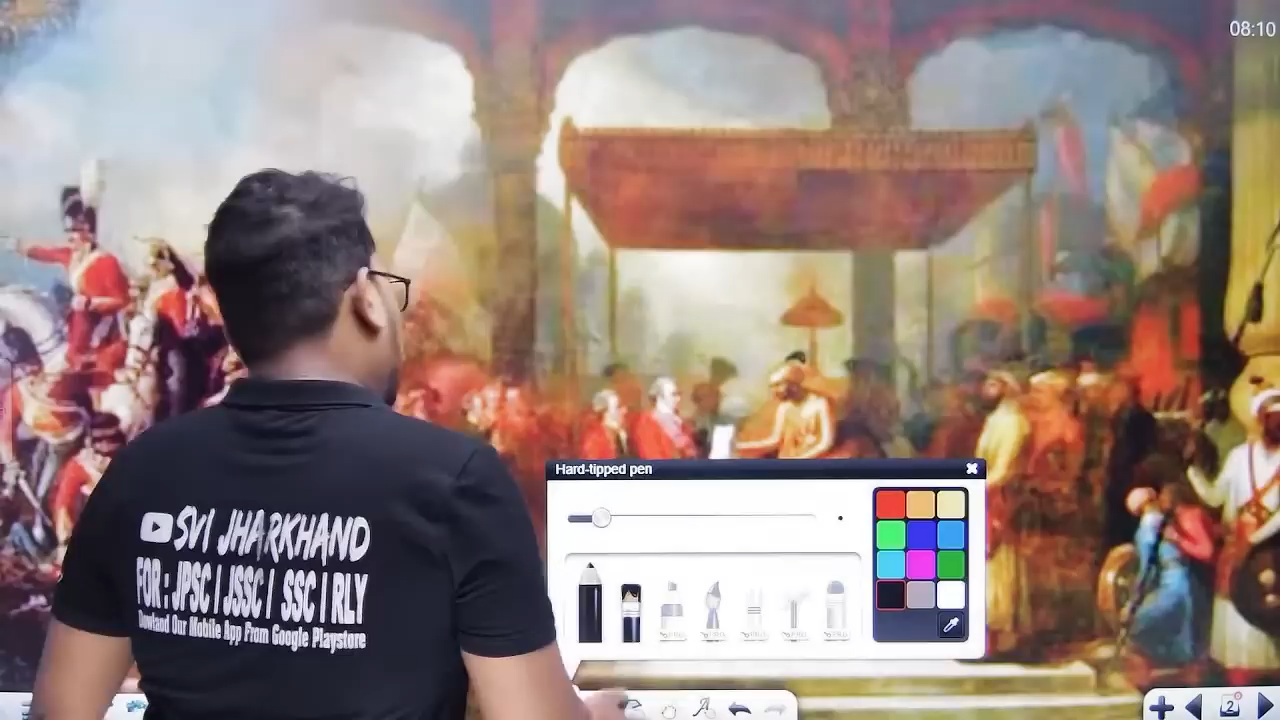 08:10
Hard-tipped pen
SVI JHARKHAND
FOR : JPSC | JSSC | SSC | RLY
Download Our Mobile App From Google Playstore
2